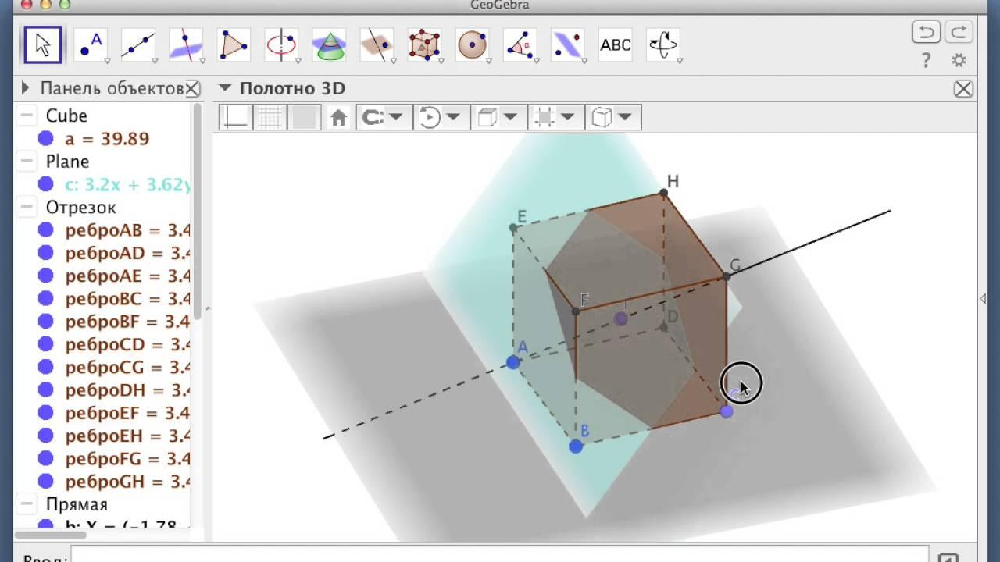 GeoGebra
A
ABC
?
Панель объектов
Полотно 3D
Cube
a = 39.89
Plane
c: 3.2x + 3.62y
Отрезок
реброAB = 3.4
реброAD = 3.4
реброAE = 3.4
реброBC = 3.4
реброBF = 3.4
реброCD = 3.4
реброCG = 3.4
реброDH = 3.4
реброEF = 3.4
реброEH = 3.4
реброFG = 3.4
реброGH = 3.4
Прямая
b: X = (-1.78
Ввод:
H
E
G
F
I
D
A
B